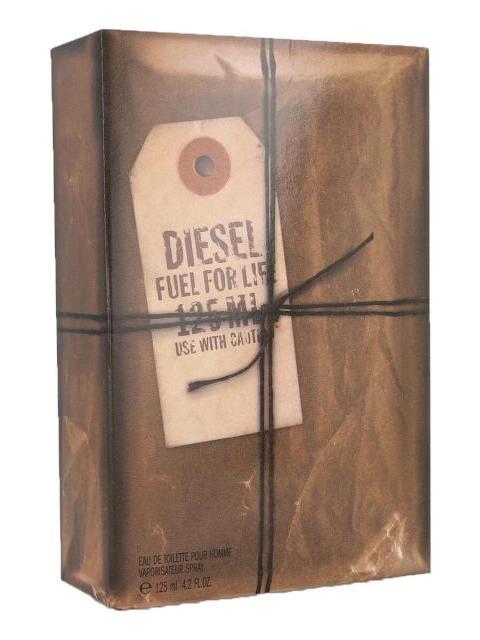 DIESEL
FUEL FOR LIFE
125 ML
USE WITH CAUTIO
EAU DE TOILETTE POUR HOMME
VAPORISATEUR SPRAY
℮ 125 ml 4.2 FL.OZ.